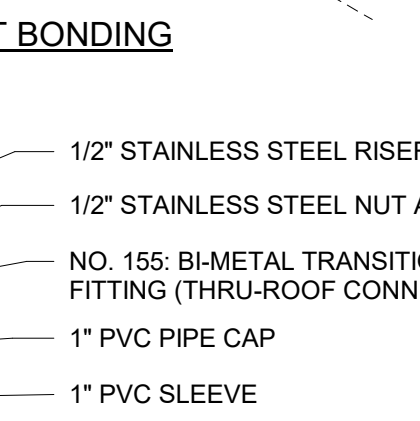 T BONDING
1/2" STAINLESS STEEL RISER
1/2" STAINLESS STEEL NUT A
NO. 155: BI-METAL TRANSITIO
FITTING (THRU-ROOF CONN
1" PVC PIPE CAP
1" PVC SLEEVE